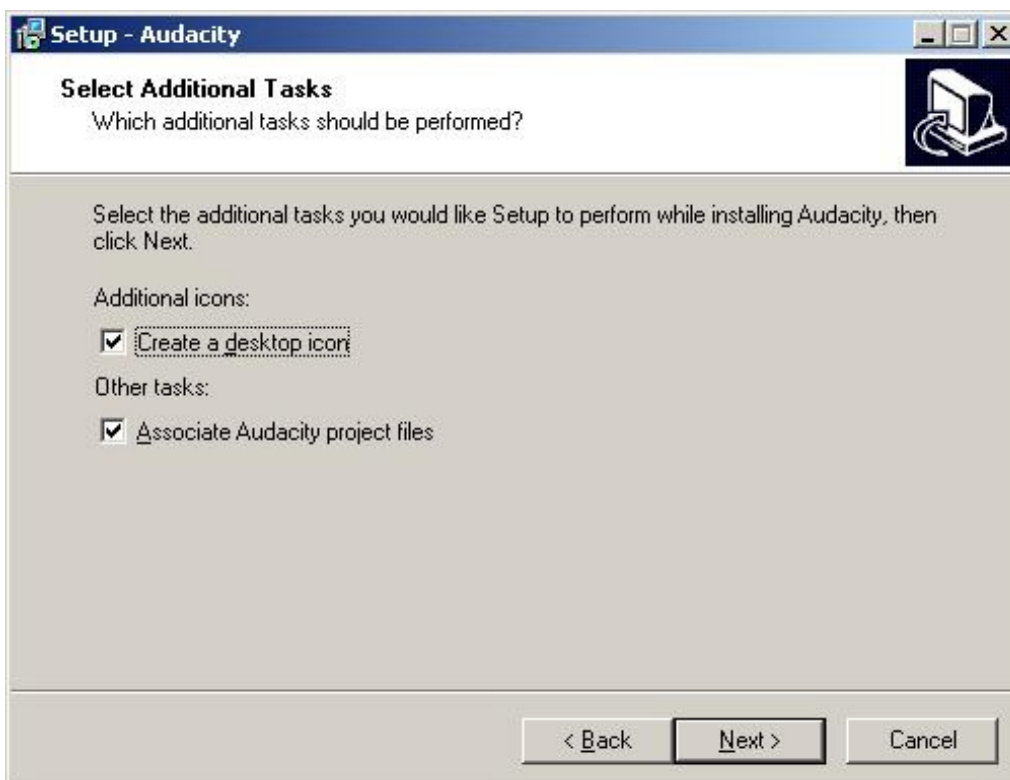 Setup - Audacity
Select Additional Tasks
Which additional tasks should be performed?
Select the additional tasks you would like Setup to perform while installing Audacity, then
click Next.
Additional icons:
Create a desktop icon
Other tasks:
Associate Audacity project files
< Back Next > Cancel